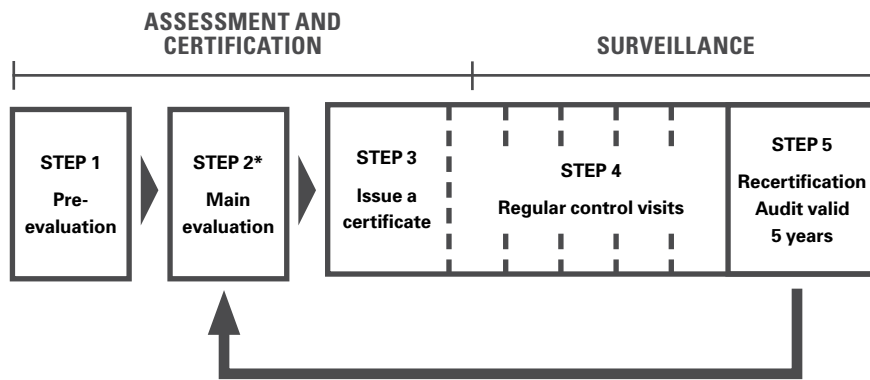 ASSESSMENT AND
CERTIFICATION
SURVEILLANCE
STEP 1
Pre-
evaluation
STEP 2*
Main
evaluation
STEP 3
Issue a
certificate
STEP 4
Regular control visits
STEP 5
Recertification
Audit valid
5 years